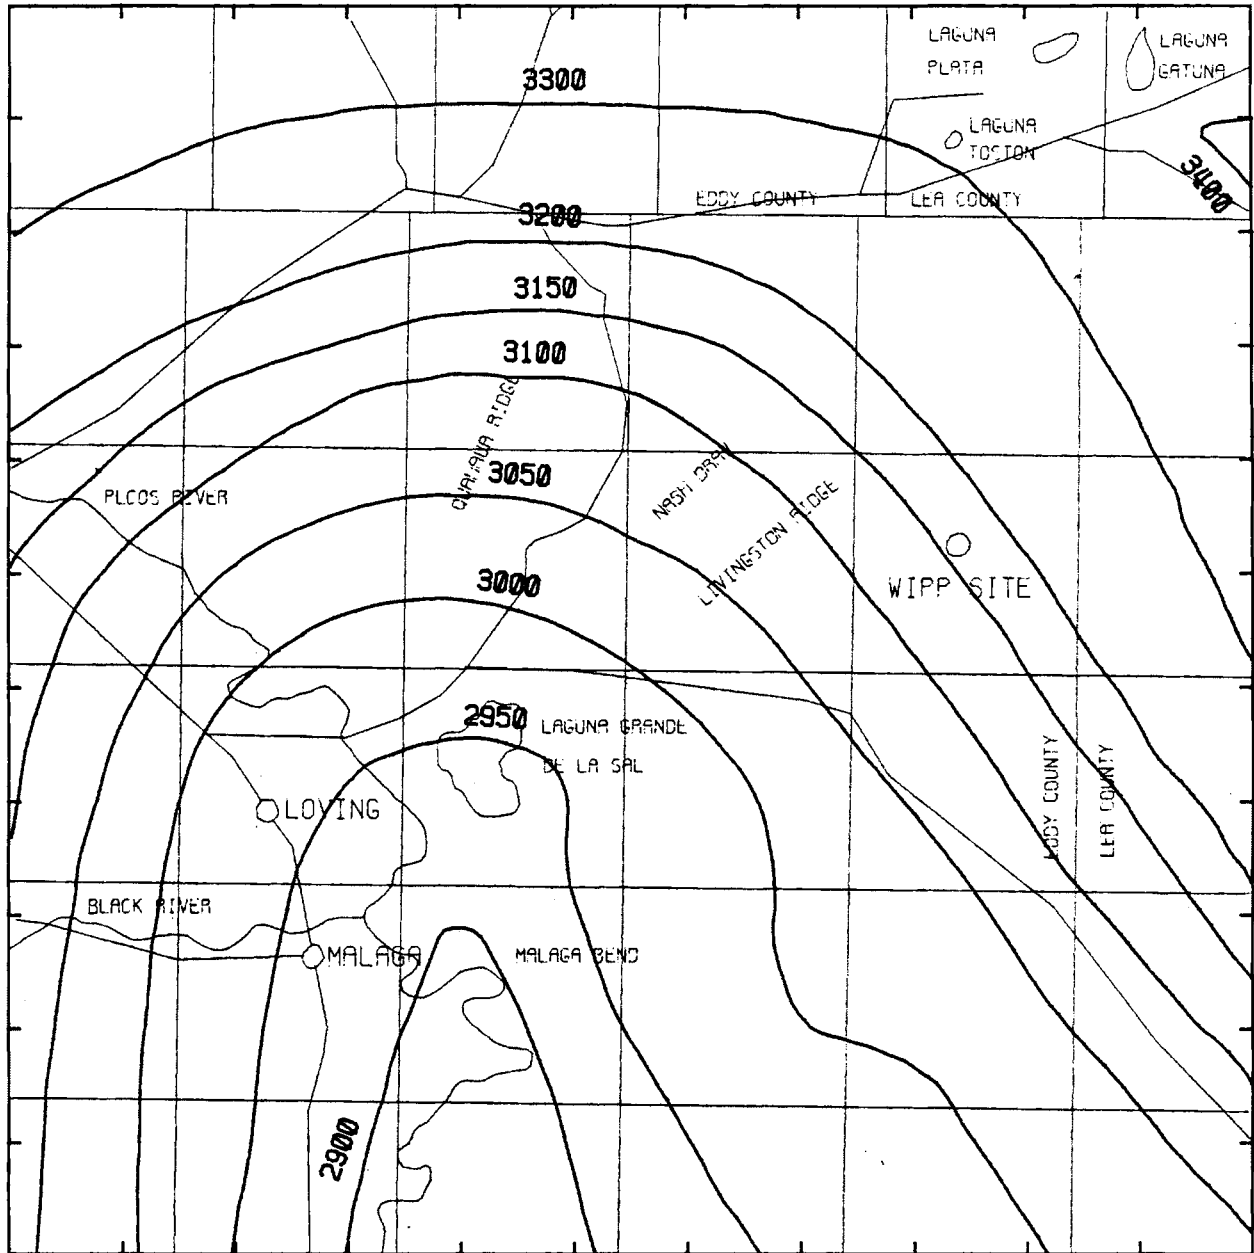 LAGUNA
PLATA
LAGUNA
GATUNA
3300
LAGUNA
TOSTON
3400
EDDY COUNTY
LEA COUNTY
3200
3150
3100
QUAHAWA RIDGE
3050
NASH DRAW
PLCOS RIVER
LIVINGSTON RIDGE
3000
WIPP SITE
2950
LAGUNA GRANDE
DE LA SAL
EDDY COUNTY
LEA COUNTY
LOVING
BLACK RIVER
MALAGA
MALAGA BEND
2900